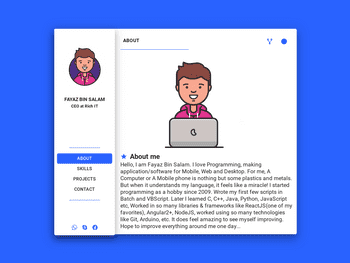 FAYAZ BIN SALAM
CEO at Rich IT
ABOUT
SKILLS
PROJECTS
CONTACT
ABOUT
About me
Hello, I am Fayaz Bin Salam. I love Programming, making
application/software for Mobile, Web and Desktop. For me, A
Computer or A Mobile phone is nothing but some plastics and metals.
But when it understands my language, it feels like a miracle! I started
programming as a hobby since 2009. Wrote my first few scripts in
Batch and VBScript. Later I learned C, C++, Java, Python, JavaScript
etc, Worked in so many libraries & frameworks like ReactJS(one of my
favorites), Angular2+, NodeJS, worked using so many technologies
like Git, Arduino, etc. It does feel amazing to see myself improving.
Hope to improve everything around me one day...